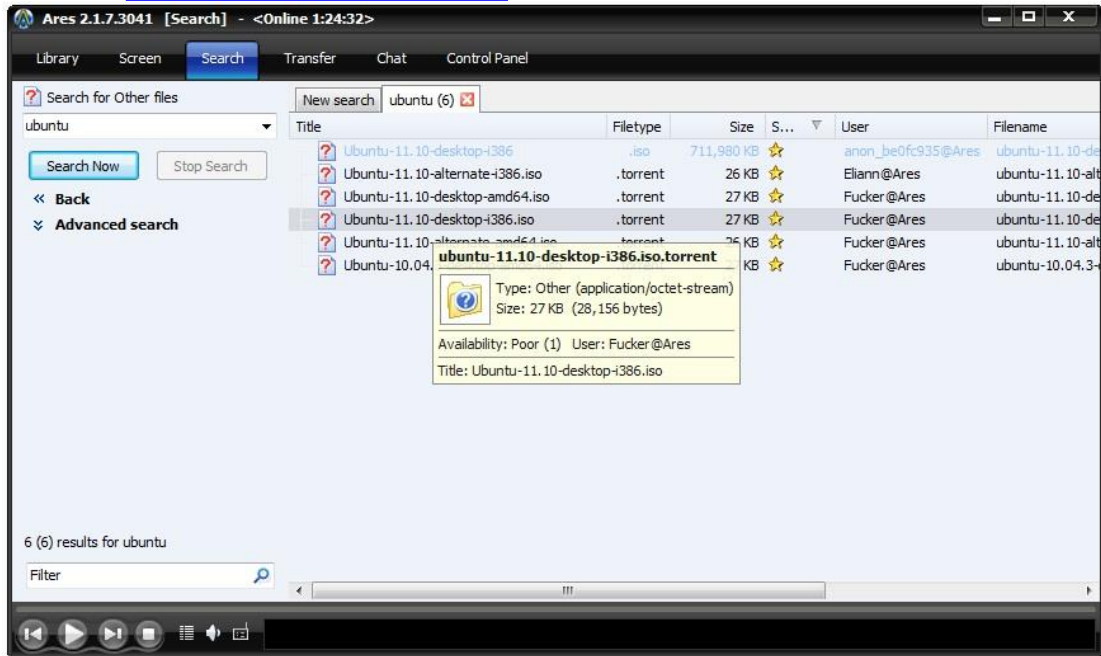 Ares 2.1.7.3041 [Search] - <Online 1:24:32>
Library Screen Search Transfer Chat Control Panel
Search for Other files
ubuntu
Search Now Stop Search
Back
Advanced search
6 (6) results for ubuntu
Filter
New search ubuntu (6)
Title Filetype Size S... User Filename
Ubuntu-11.10-desktop-i386 .iso 711,980 KB anon_be0fc935@Ares ubuntu-11.10-de
Ubuntu-11.10-alternate-i386.iso .torrent 26 KB Eliann@Ares ubuntu-11.10-alt
Ubuntu-11.10-desktop-amd64.iso .torrent 27 KB Fucker@Ares ubuntu-11.10-de
Ubuntu-11.10-desktop-i386.iso .torrent 27 KB Fucker@Ares ubuntu-11.10-de
Ubuntu-11.10-alternate-amd64.iso .torrent 26 KB Fucker@Ares ubuntu-11.10-alt
Ubuntu-10.04. KB Fucker@Ares ubuntu-10.04.3-
ubuntu-11.10-desktop-i386.iso.torrent
Type: Other (application/octet-stream)
Size: 27 KB (28,156 bytes)
Availability: Poor (1) User: Fucker@Ares
Title: Ubuntu-11.10-desktop-i386.iso